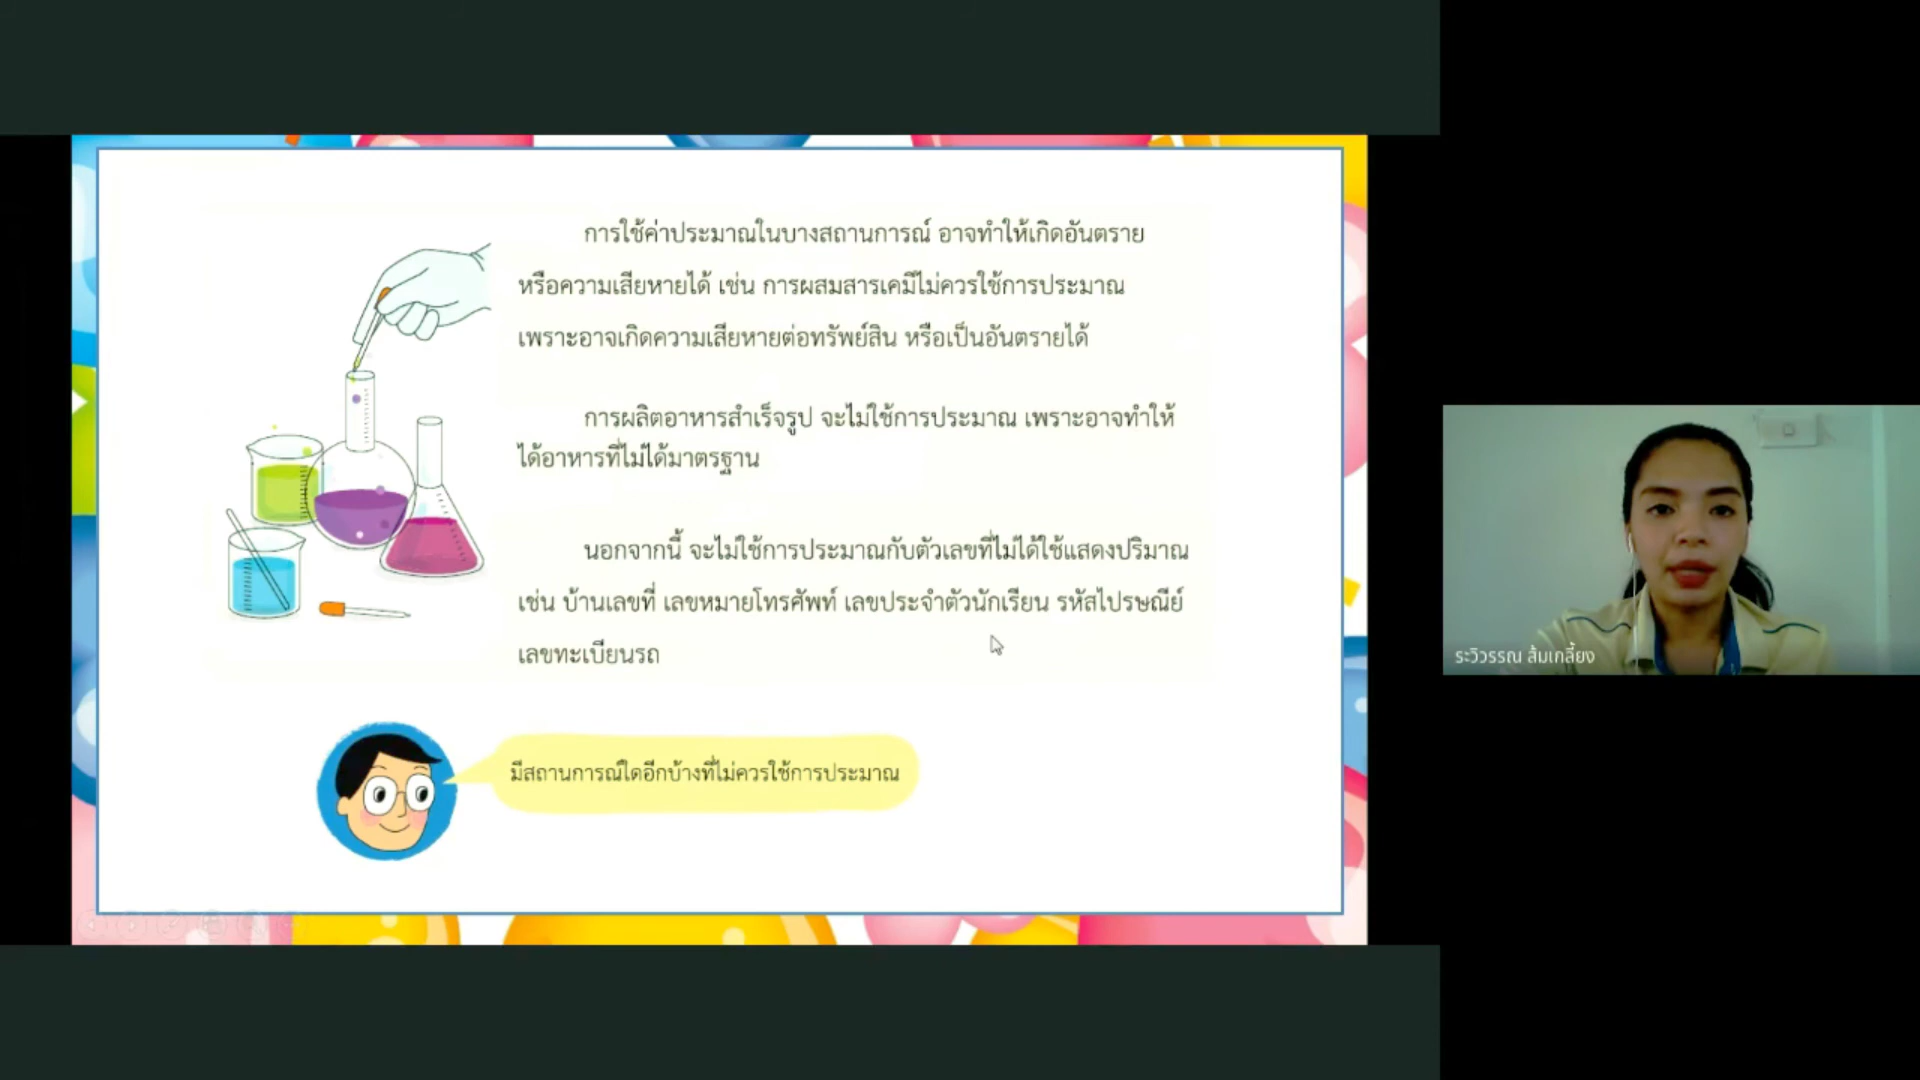 การใช้ค่าประมาณในบางสถานการณ์ อาจทำให้เกิดอันตราย
หรือความเสียหายได้ เช่น การผสมสารเคมีไม่ควรใช้การประมาณ
เพราะอาจเกิดความเสียหายต่อทรัพย์สิน หรือเป็นอันตรายได้
การผลิตอาหารสำเร็จรูป จะไม่ใช้การประมาณ เพราะอาจทำให้
ได้อาหารที่ไม่ได้มาตรฐาน
นอกจากนี้ จะไม่ใช้การประมาณกับตัวเลขที่ไม่ได้ใช้แสดงปริมาณ
เช่น บ้านเลขที่ เลขหมายโทรศัพท์ เลขประจำตัวนักเรียน รหัสไปรษณีย์
เลขทะเบียนรถ
มีสถานการณ์ใดอีกบ้างที่ไม่ควรใช้การประมาณ
ระวิวรรณ ส้มเกลี้ยง